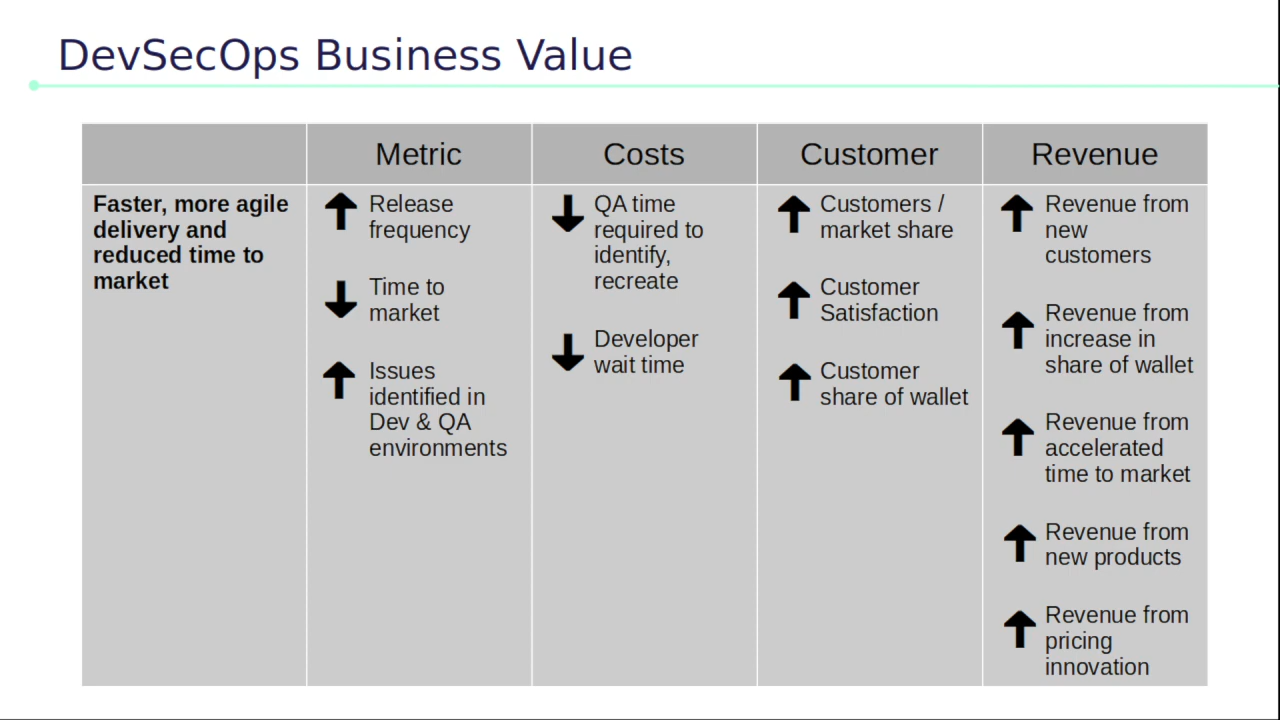 DevSecOps Business Value
Metric
Costs
Customer
Revenue
Faster, more agile
delivery and
reduced time to
market
Release
frequency
Time to
market
Issues
identified in
Dev & QA
environments
QA time
required to
identify,
recreate
Developer
wait time
Customers /
market share
Customer
Satisfaction
Customer
share of wallet
Revenue from
new
customers
Revenue from
increase in
share of wallet
Revenue from
accelerated
time to market
Revenue from
new products
Revenue from
pricing
innovation